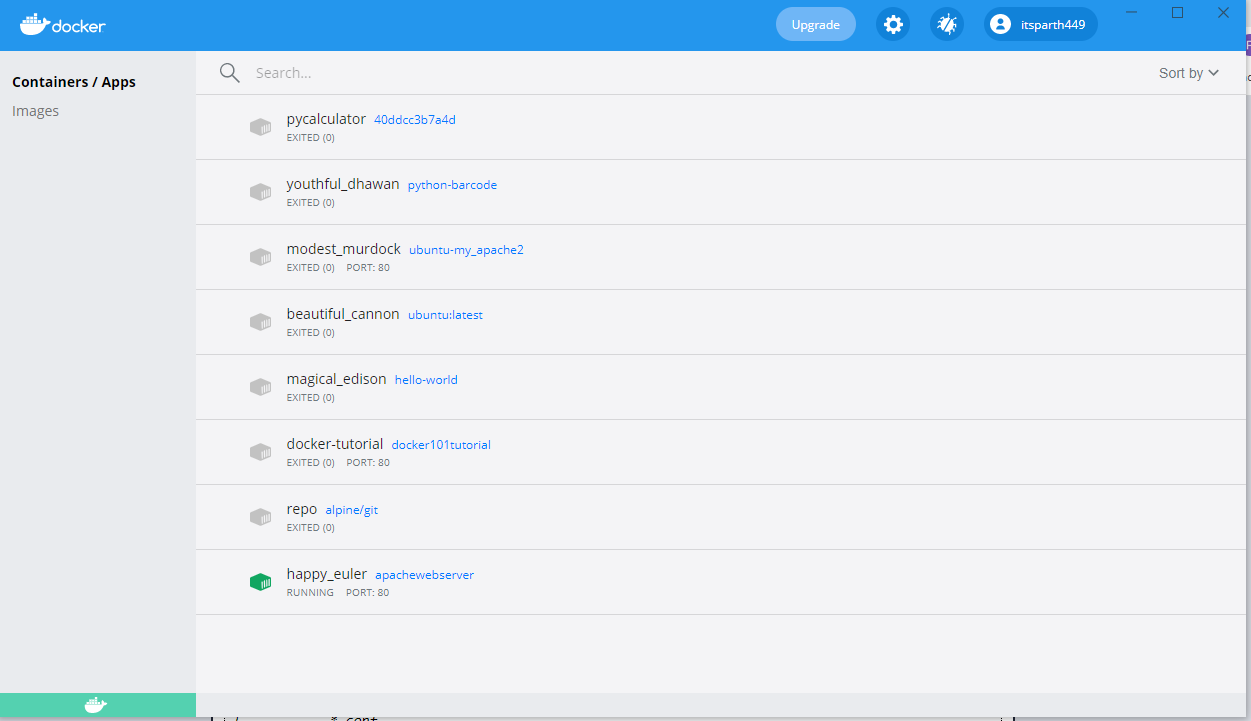 docker
Upgrade
itsparth449
Containers / Apps
Images
Search...
Sort by
pycalculator 40ddcc3b7a4d
EXITED (0)
youthful_dhawan python-barcode
EXITED (0)
modest_murdock ubuntu-my_apache2
EXITED (0) PORT: 80
beautiful_cannon ubuntu:latest
EXITED (0)
magical_edison hello-world
EXITED (0)
docker-tutorial docker101tutorial
EXITED (0) PORT: 80
repo alpine/git
EXITED (0)
happy_euler apachewebserver
RUNNING PORT: 80